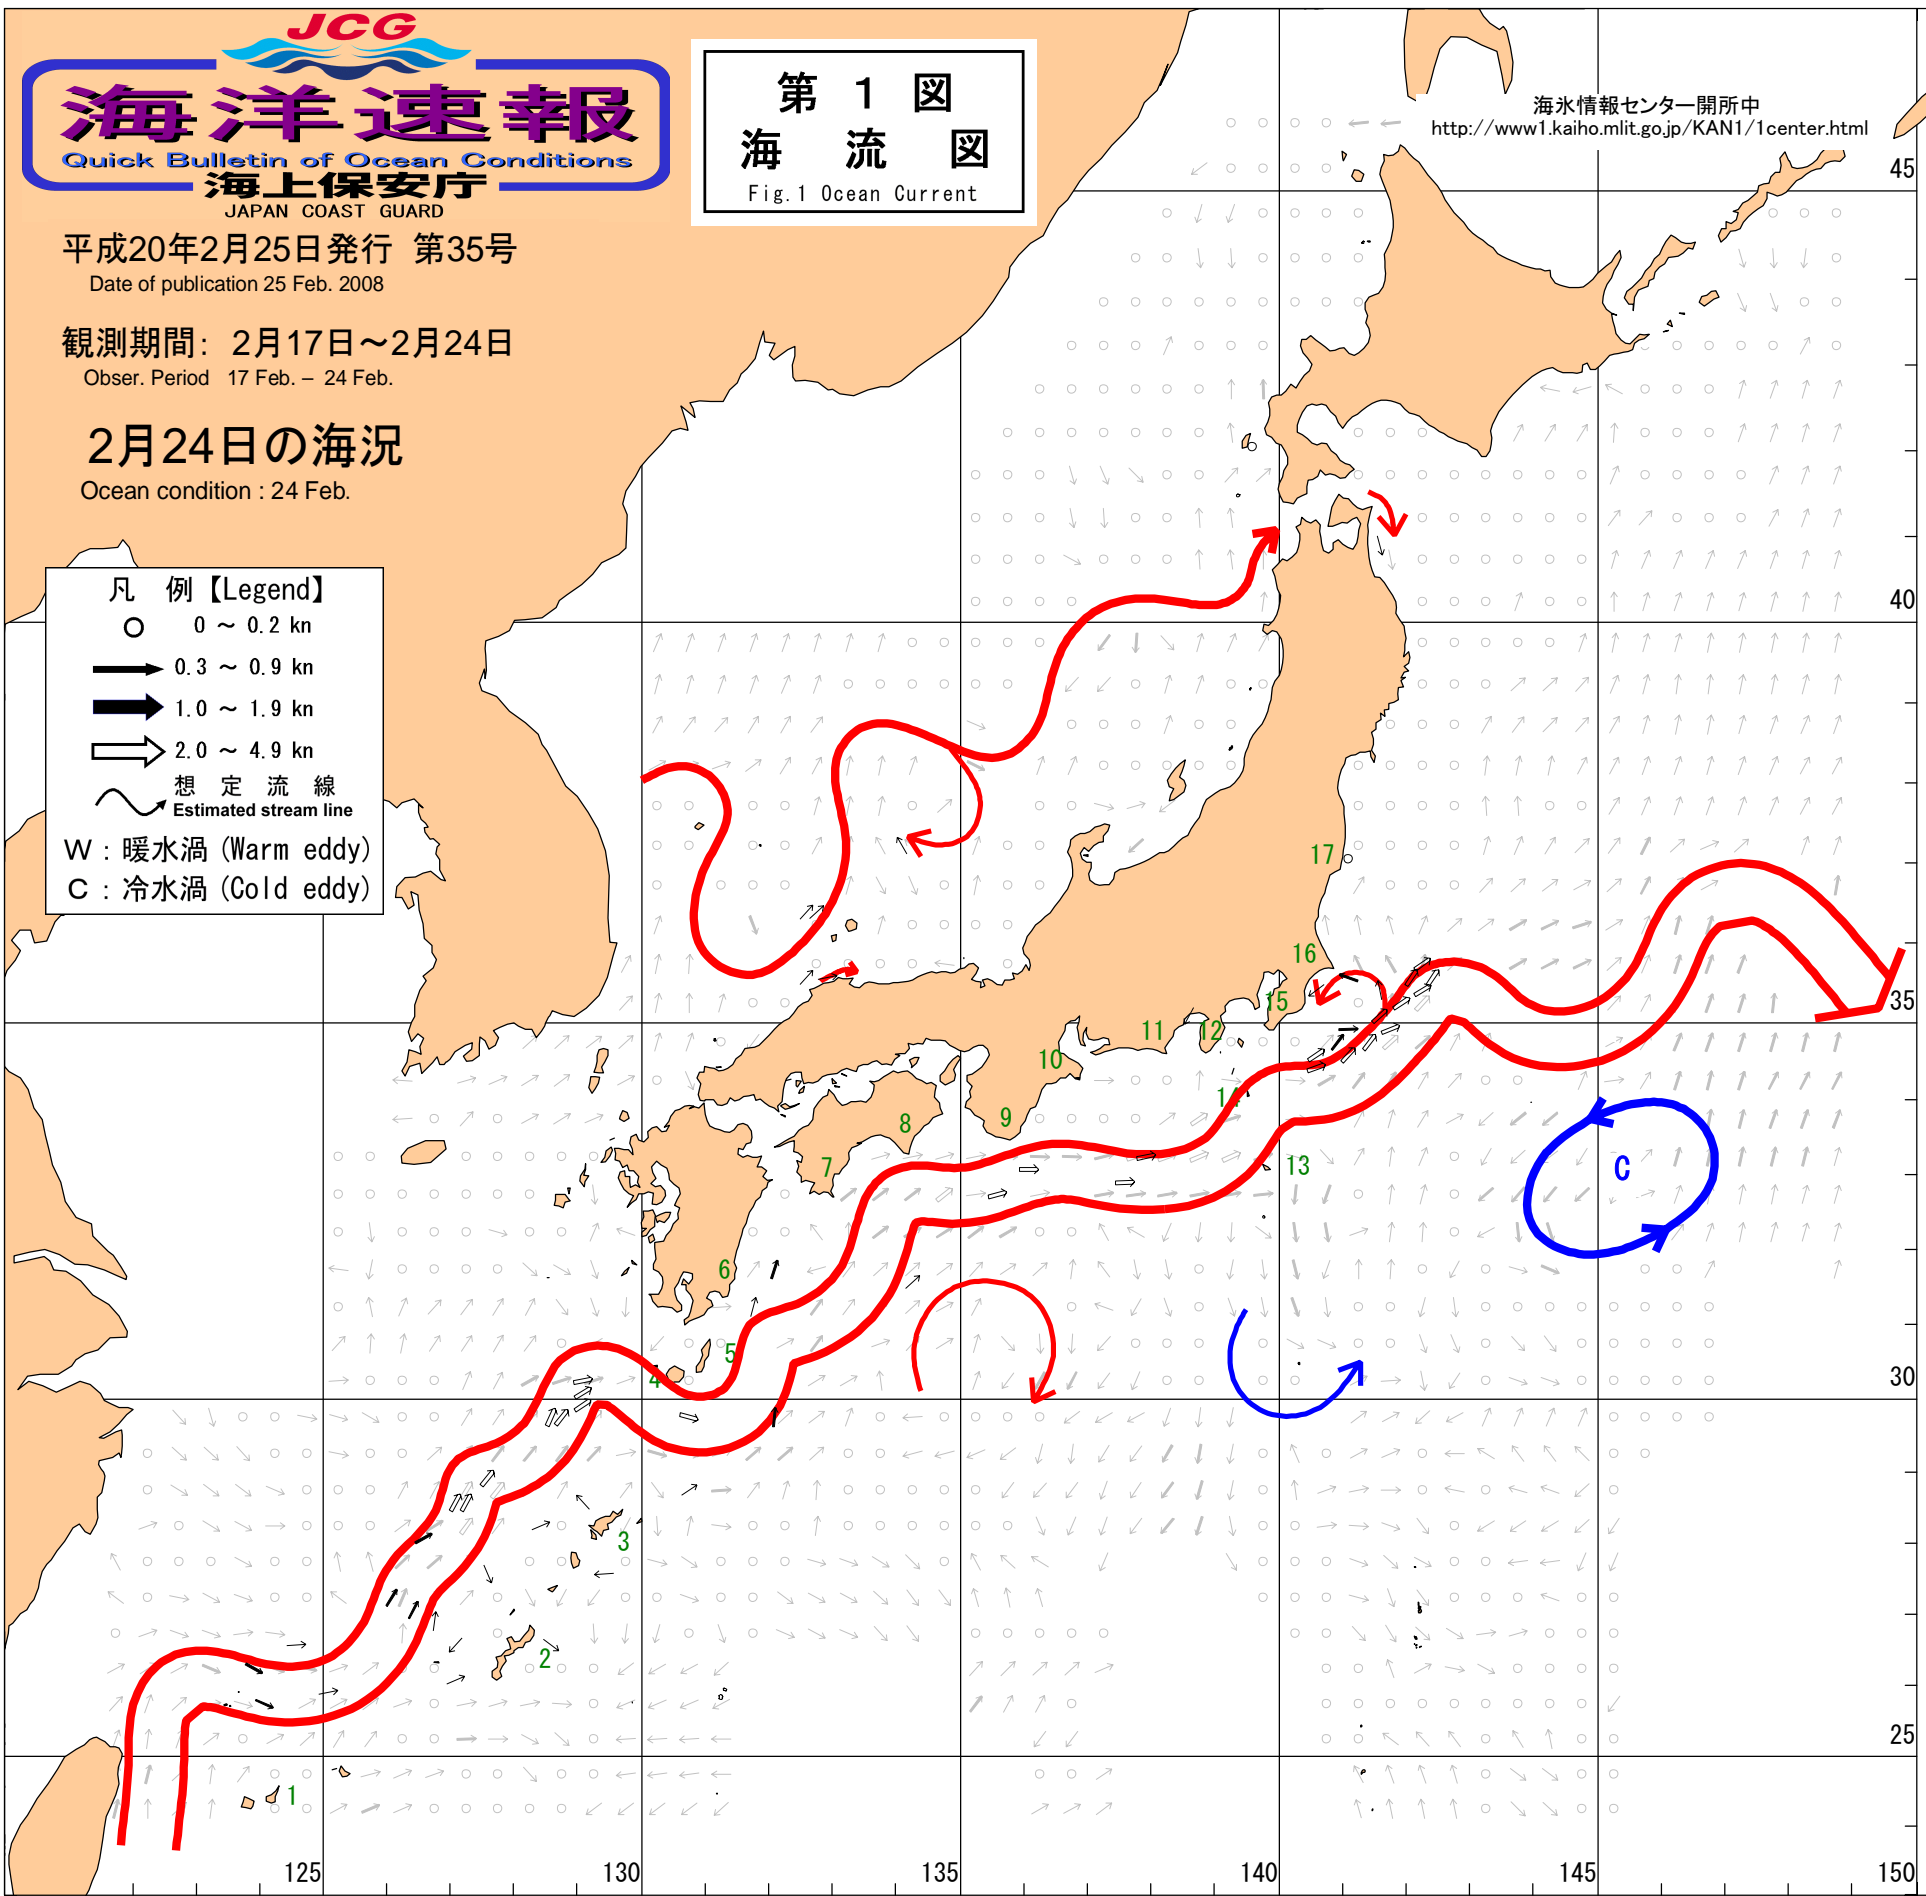 JCG
海洋速報
Quick Bulletin of Ocean Conditions
海上保安庁
JAPAN COAST GUARD
平成20年2月25日発行 第35号
Date of publication 25 Feb. 2008
観測期間: 2月17日～2月24日
Obser. Period 17 Feb. – 24 Feb.
2月24日の海況
Ocean condition : 24 Feb.
第 1 図
海 流 図
Fig.1 Ocean Current
海氷情報センター開所中
http://www1.kaiho.mlit.go.jp/KAN1/1center.html
凡 例【Legend】
0 ～ 0.2 kn
0.3 ～ 0.9 kn
1.0 ～ 1.9 kn
2.0 ～ 4.9 kn
想 定 流 線
Estimated stream line
W : 暖水渦 (Warm eddy)
C : 冷水渦 (Cold eddy)
45
40
17
16
35
15
11
12
10
14
9
8
7
13
C
6
5
4
30
3
2
25
1
125
130
135
140
145
150